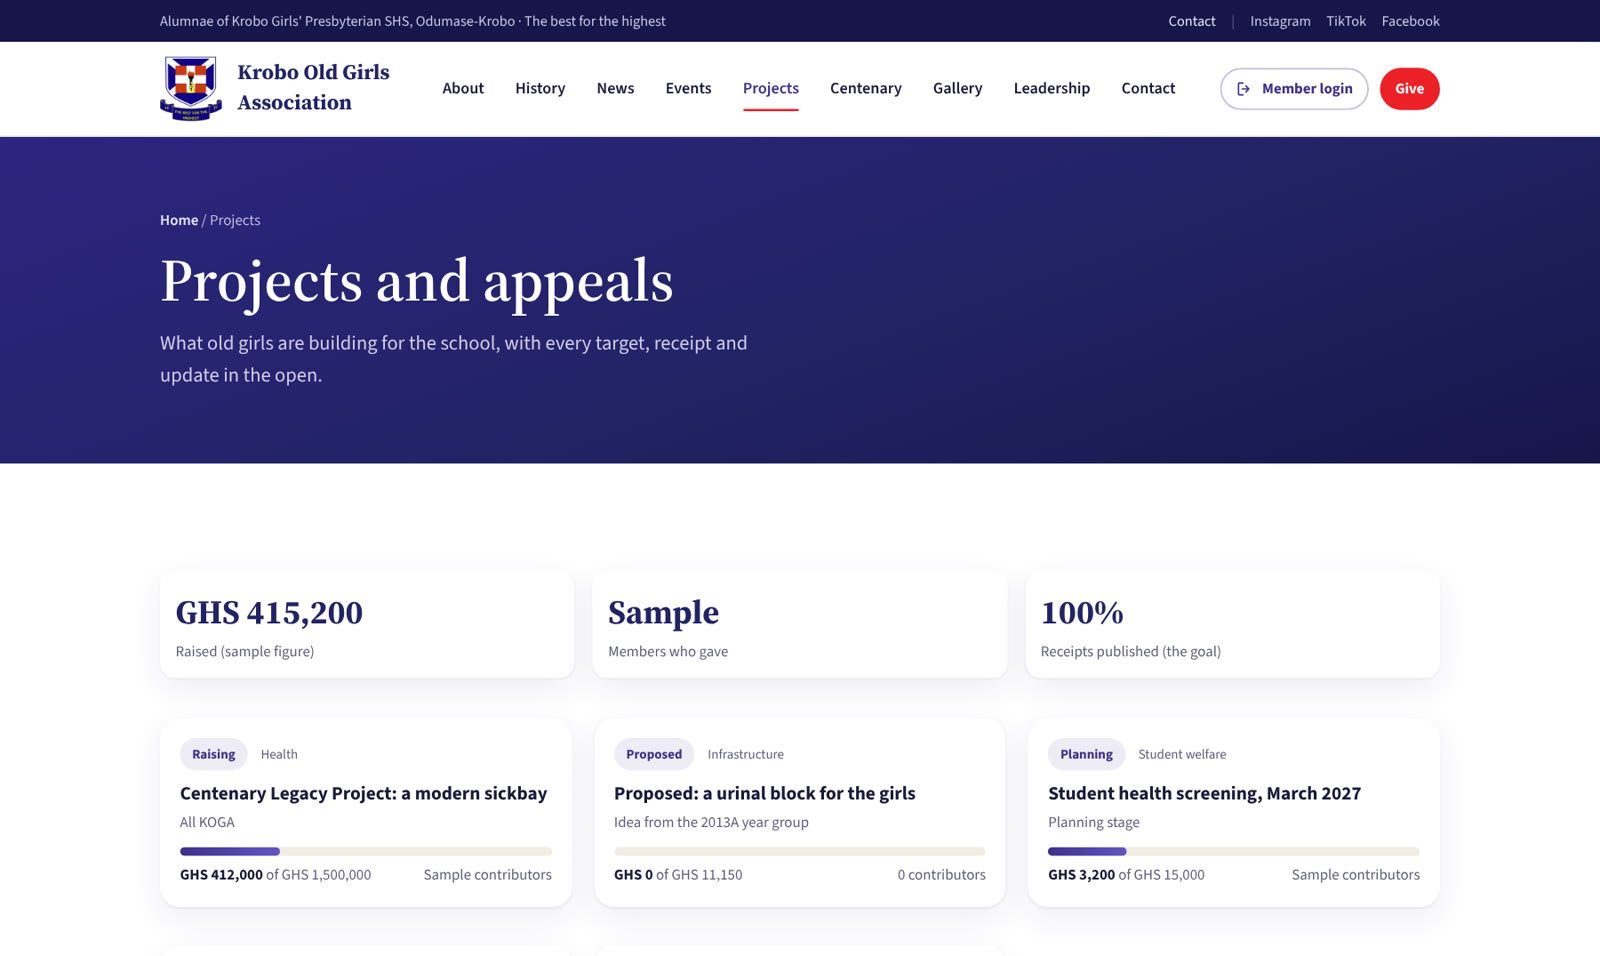 Alumnae of Krobo Girls' Presbyterian SHS, Odumase-Krobo · The best for the highest
Contact | Instagram TikTok Facebook
Krobo Old Girls
Association
About History News Events Projects Centenary Gallery Leadership Contact
Member login
Give
Home / Projects
Projects and appeals
What old girls are building for the school, with every target, receipt and
update in the open.
GHS 415,200
Raised (sample figure)
Sample
Members who gave
100%
Receipts published (the goal)
Raising Health
Centenary Legacy Project: a modern sickbay
All KOGA
GHS 412,000 of GHS 1,500,000 Sample contributors
Proposed Infrastructure
Proposed: a urinal block for the girls
Idea from the 2013A year group
GHS 0 of GHS 11,150 0 contributors
Planning Student welfare
Student health screening, March 2027
Planning stage
GHS 3,200 of GHS 15,000 Sample contributors